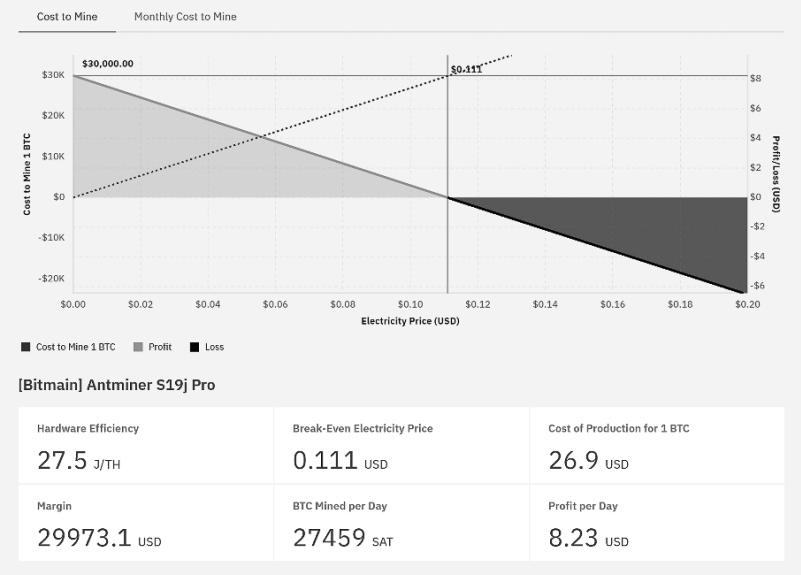 Cost to Mine Monthly Cost to Mine
$30,000.00
$0.111
$30K
$20K
$10K
$0
-$10K
-$20K
Cost to Mine 1 BTC
$8
$6
$4
$2
$0
-$2
-$4
-$6
Profit/Loss (USD)
$0.00 $0.02 $0.04 $0.06 $0.08 $0.10 $0.12 $0.14 $0.16 $0.18 $0.20
Electricity Price (USD)
Cost to Mine 1 BTC Profit Loss
[Bitmain] Antminer S19j Pro
Hardware Efficiency
27.5 J/TH
Break-Even Electricity Price
0.111 USD
Cost of Production for 1 BTC
26.9 USD
Margin
29973.1 USD
BTC Mined per Day
27459 SAT
Profit per Day
8.23 USD